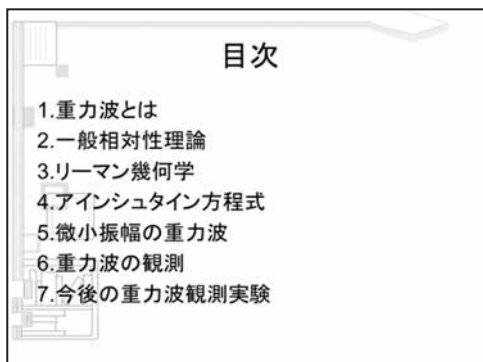 目次
1.重力波とは
2.一般相対性理論
3.リーマン幾何学
4.アインシュタイン方程式
5.微小振幅の重力波
6.重力波の観測
7.今後の重力波観測実験